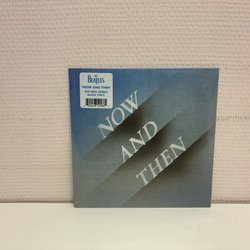 THE
BEATLES
'NOW AND THEN'
THE NEW SINGLE
BLACK VINYL
NOW
AND
THEN